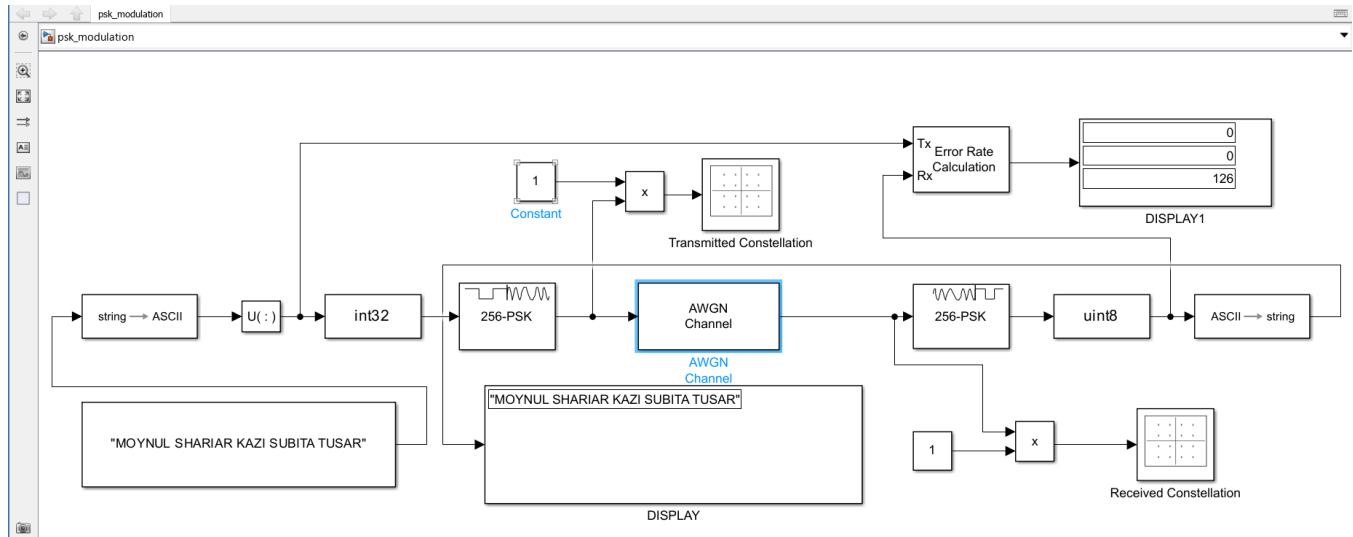 psk_modulation
psk_modulation
Tx
Rx
Error Rate
Calculation
0
0
126
DISPLAY1
1
Constant
x
Transmitted Constellation
string → ASCII
U( : )
int32
256-PSK
AWGN
Channel
AWGN
Channel
256-PSK
uint8
ASCII → string
"MOYNUL SHARIAR KAZI SUBITA TUSAR"
"MOYNUL SHARIAR KAZI SUBITA TUSAR"
DISPLAY
1
x
Received Constellation